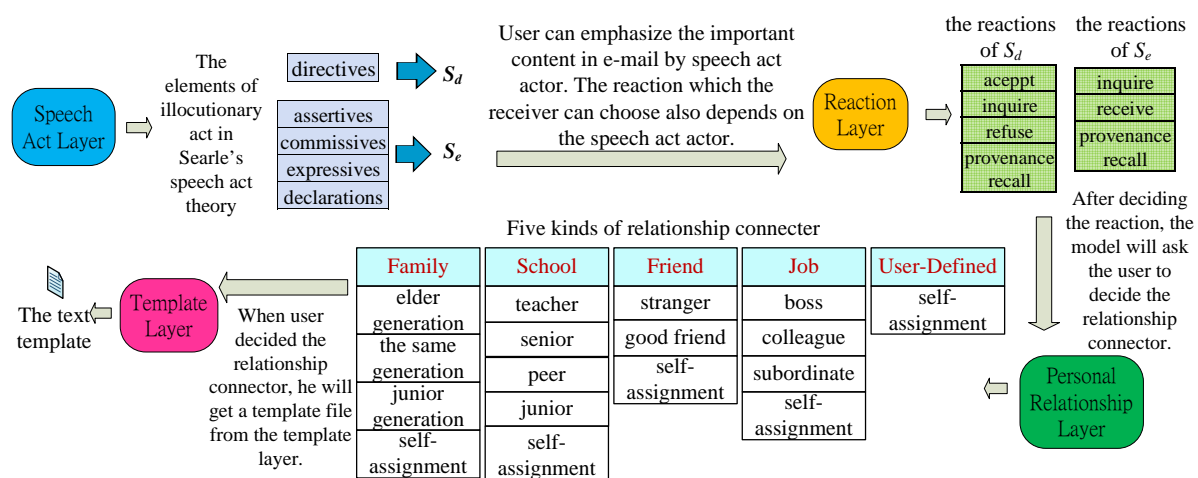 Speech
Act Layer
The
elements of
illocutionary
act in
Searle's
speech act
theory
directives
assertives
commissives
expressives
declarations
Sd
Se
User can emphasize the important
content in e-mail by speech act
actor. The reaction which the
receiver can choose also depends on
the speech act actor.
Reaction
Layer
the reactions
of Sd
aceppt
inquire
refuse
provenance
recall
the reactions
of Se
inquire
receive
provenance
recall
After deciding
the reaction, the
model will ask
the user to
decide the
relationship
connector.
Personal
Relationship
Layer
Five kinds of relationship connecter
Family
elder
generation
the same
generation
junior
generation
self-
assignment
School
teacher
senior
peer
junior
self-
assignment
Friend
stranger
good friend
self-
assignment
Job
boss
colleague
subordinate
self-
assignment
User-Defined
self-
assignment
When user
decided the
relationship
connector, he will
get a template file
from the template
layer.
Template
Layer
The text
template